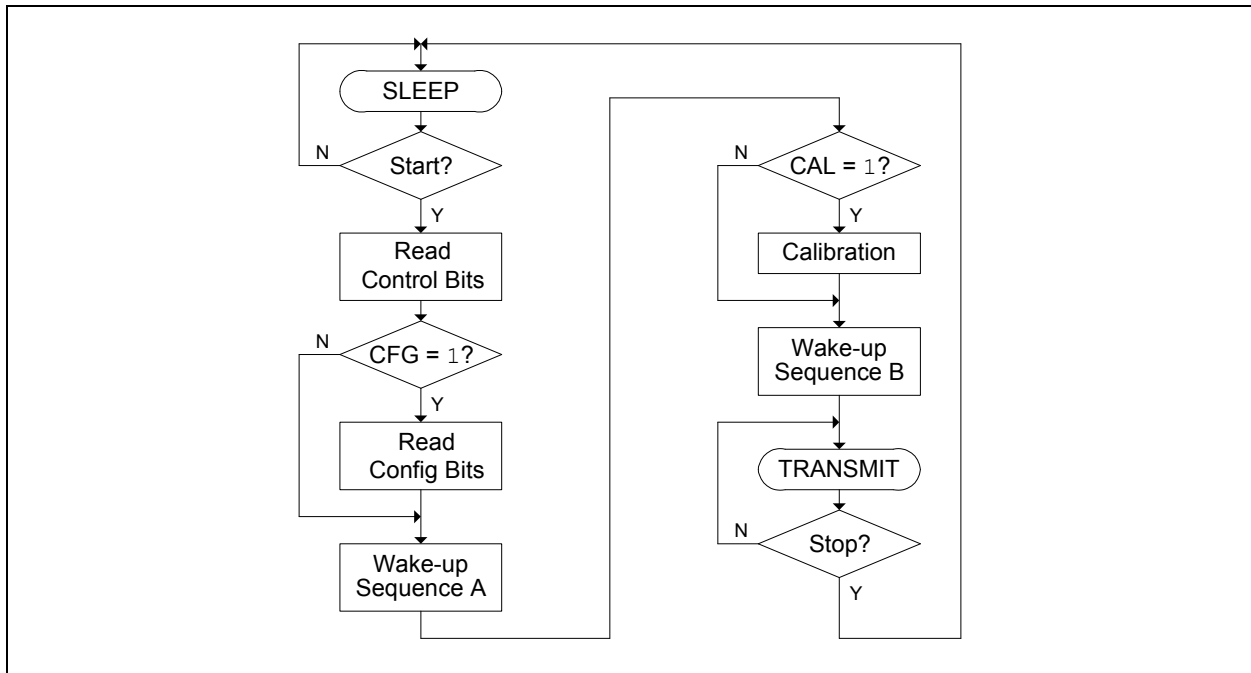 SLEEP
Start?
N
Y
Read
Control Bits
CFG = 1?
N
Y
Read
Config Bits
Wake-up
Sequence A
CAL = 1?
N
Y
Calibration
Wake-up
Sequence B
TRANSMIT
Stop?
N
Y